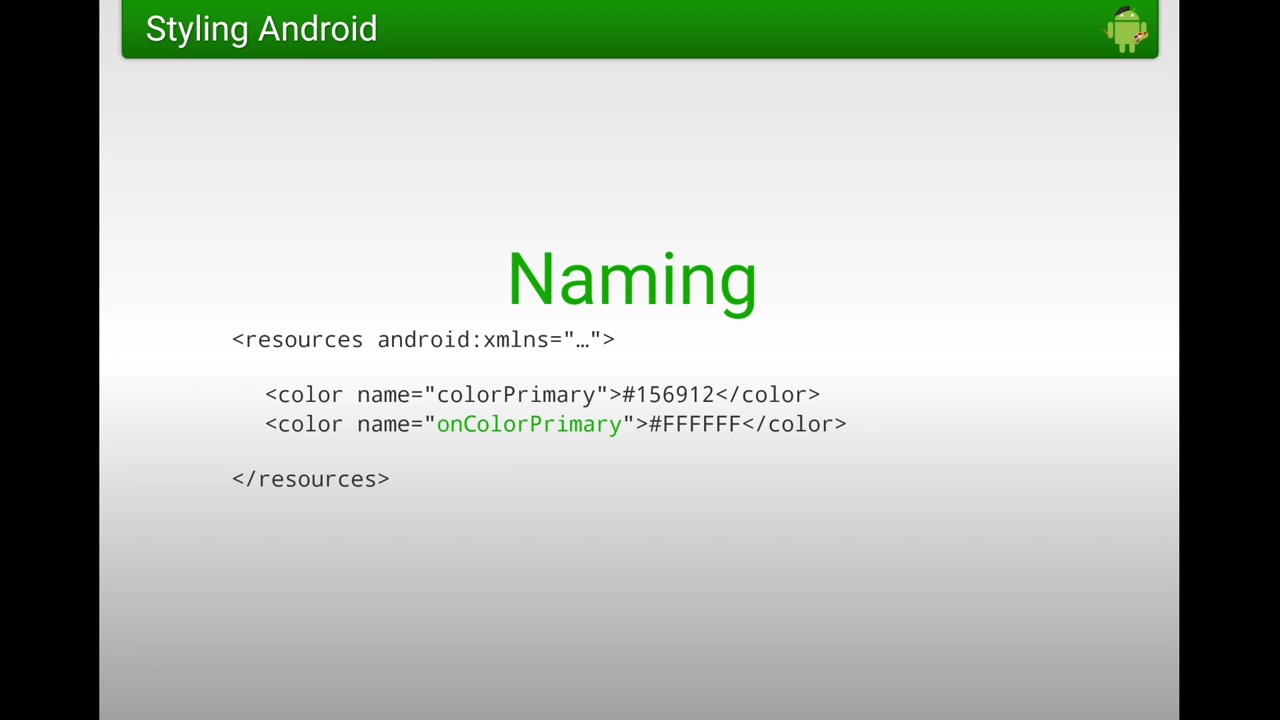 Styling Android
Naming
<resources android:xmlns="…">
<color name="colorPrimary">#156912</color>
<color name="onColorPrimary">#FFFFFF</color>
</resources>